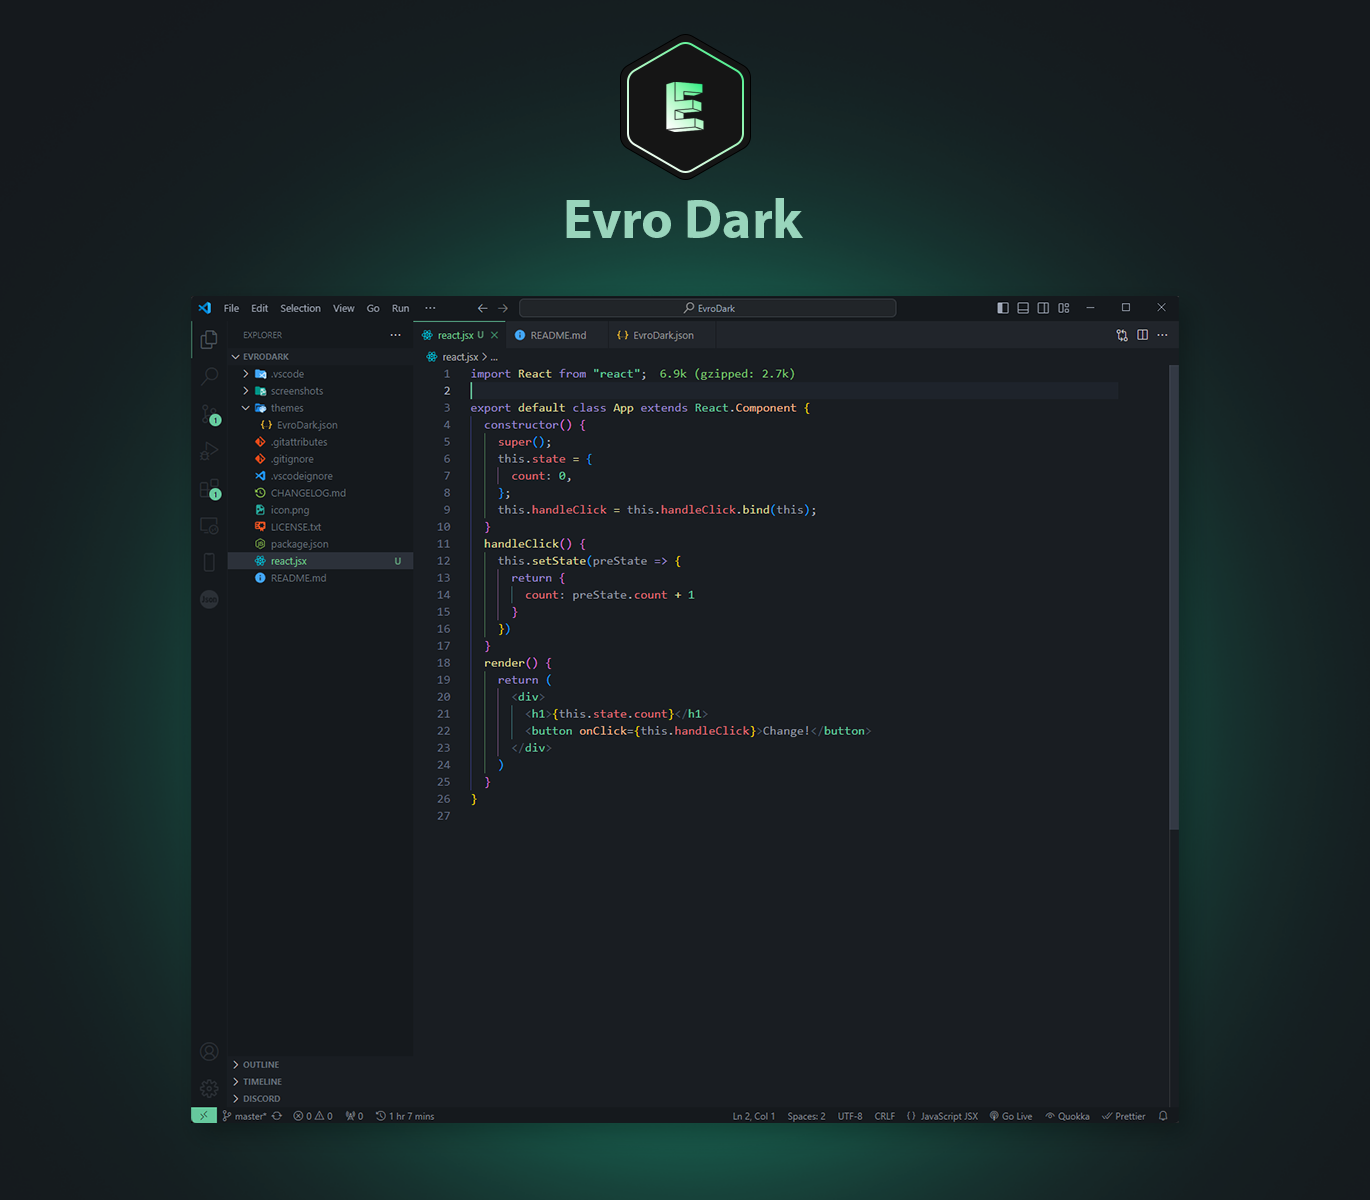 E
Evro Dark
File Edit Selection View Go Run ··· EvroDark
EXPLORER ···
EVRODARK
.vscode
screenshots
themes
{ } EvroDark.json
.gitattributes
.gitignore
.vscodeignore
CHANGELOG.md
icon.png
LICENSE.txt
package.json
react.jsx U
README.md
1
1
OUTLINE
TIMELINE
DISCORD
react.jsx U README.md { } EvroDark.json ···
react.jsx > ...
1 import React from "react"; 6.9k (gzipped: 2.7k)
2
3 export default class App extends React.Component {
4 constructor() {
5 super();
6 this.state = {
7 count: 0,
8 };
9 this.handleClick = this.handleClick.bind(this);
10 }
11 handleClick() {
12 this.setState(preState => {
13 return {
14 count: preState.count + 1
15 }
16 })
17 }
18 render() {
19 return (
20 <div>
21 <h1>{this.state.count}</h1>
22 <button onClick={this.handleClick}>Change!</button>
23 </div>
24 )
25 }
26 }
27
master* 0 0 0 1 hr 7 mins Ln 2, Col 1 Spaces: 2 UTF-8 CRLF { } JavaScript JSX Go Live Quokka Prettier